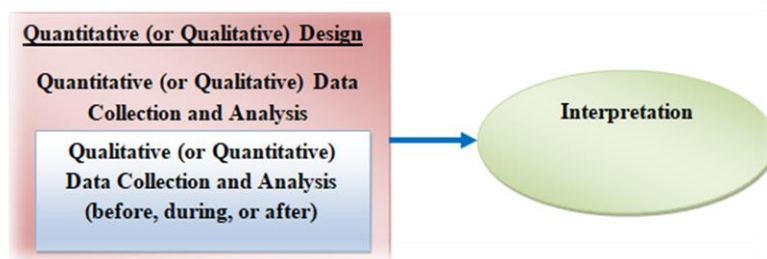 Quantitative (or Qualitative) Design
Quantitative (or Qualitative) Data
Collection and Analysis
Qualitative (or Quantitative)
Data Collection and Analysis
(before, during, or after)
Interpretation